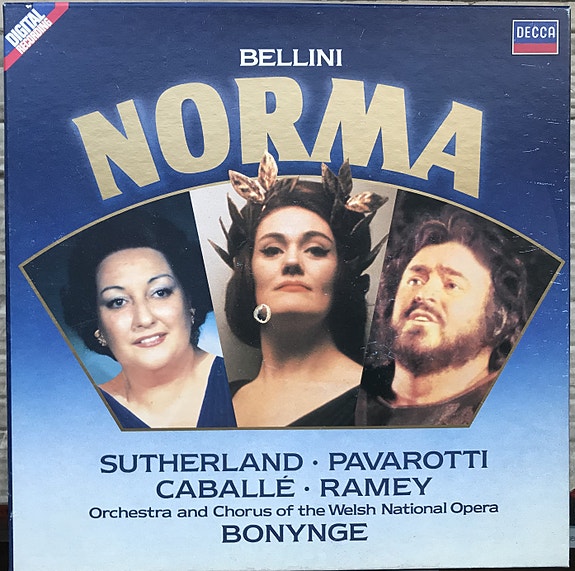 DIGITAL
RECORDING
DECCA
BELLINI
NORMA
SUTHERLAND · PAVAROTTI
CABALLÉ · RAMEY
Orchestra and Chorus of the Welsh National Opera
BONYNGE